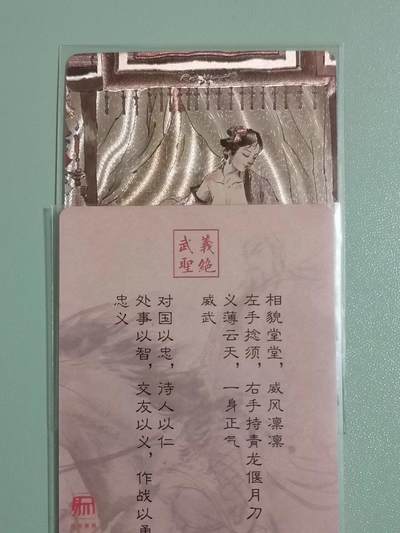 義绝
武聖
相貌堂堂，威风凛凛
左手捻须，右手持青龙偃月刀
义薄云天，一身正气
威武
对国以忠，诗人以仁
处事以智，交友以义，作战以勇
忠义